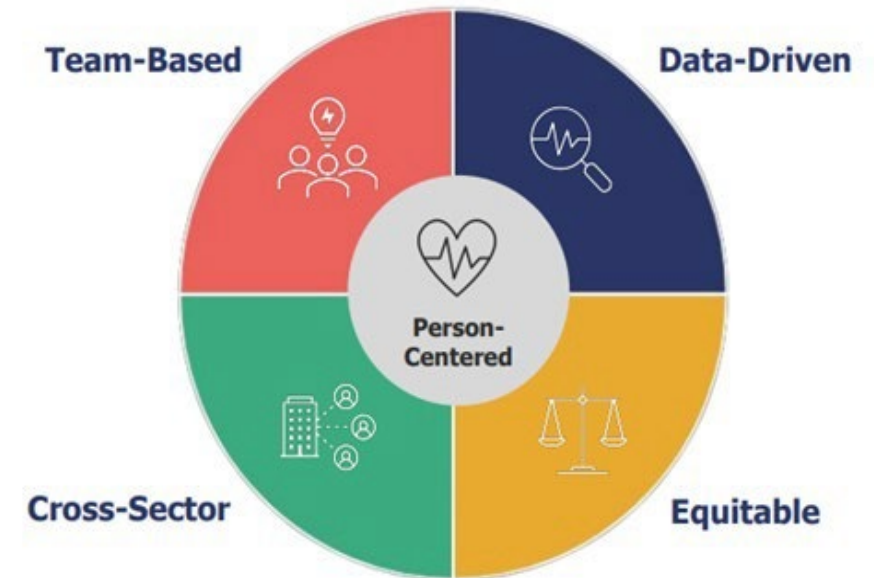 Team-Based
Data-Driven
Person-
Centered
Cross-Sector
Equitable